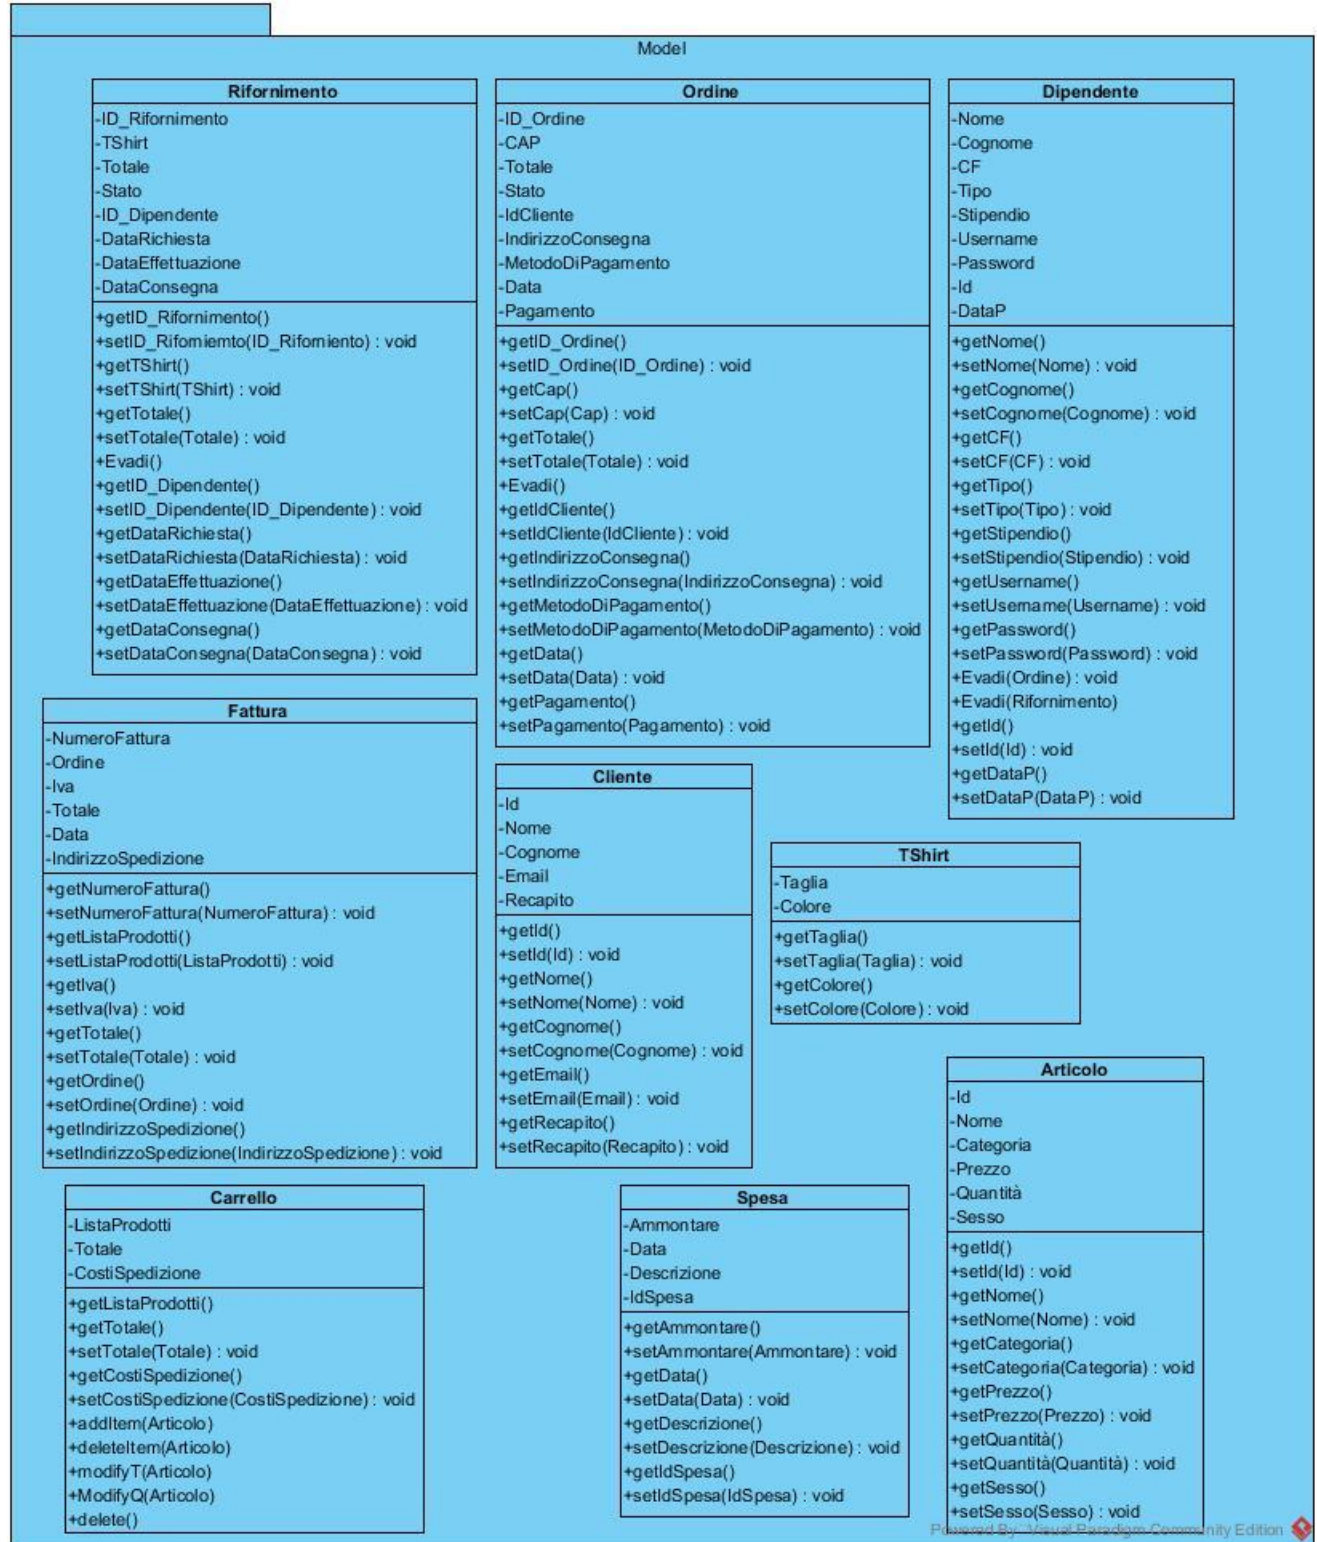 Model
Rifornimento
-ID_Rifornimento
-TShirt
-Totale
-Stato
-ID_Dipendente
-DataRichiesta
-DataEffettuazione
-DataConsegna
+getID_Rifornimento()
+setID_Riforniemto(ID_Riforniento) : void
+getTShirt()
+setTShirt(TShirt) : void
+getTotale()
+setTotale(Totale) : void
+Evadi()
+getID_Dipendente()
+setID_Dipendente(ID_Dipendente) : void
+getDataRichiesta()
+setDataRichiesta(DataRichiesta) : void
+getDataEffettuazione()
+setDataEffettuazione(DataEffettuazione) : void
+getDataConsegna()
+setDataConsegna(DataConsegna) : void
Ordine
-ID_Ordine
-CAP
-Totale
-Stato
-IdCliente
-IndirizzoConsegna
-MetodoDiPagamento
-Data
-Pagamento
+getID_Ordine()
+setID_Ordine(ID_Ordine) : void
+getCap()
+setCap(Cap) : void
+getTotale()
+setTotale(Totale) : void
+Evadi()
+getIdCliente()
+setIdCliente(IdCliente) : void
+getIndirizzoConsegna()
+setIndirizzoConsegna(IndirizzoConsegna) : void
+getMetodoDiPagamento()
+setMetodoDiPagamento(MetodoDiPagamento) : void
+getData()
+setData(Data) : void
+getPagamento()
+setPagamento(Pagamento) : void
Dipendente
-Nome
-Cognome
-CF
-Tipo
-Stipendio
-Username
-Password
-Id
-DataP
+getNome()
+setNome(Nome) : void
+getCognome()
+setCognome(Cognome) : void
+getCF()
+setCF(CF) : void
+getTipo()
+setTipo(Tipo) : void
+getStipendio()
+setStipendio(Stipendio) : void
+getUsername()
+setUsername(Username) : void
+getPassword()
+setPassword(Password) : void
+Evadi(Ordine) : void
+Evadi(Rifornimento)
+getId()
+setId(Id) : void
+getDataP()
+setDataP(DataP) : void
Fattura
-NumeroFattura
-Ordine
-Iva
-Totale
-Data
-IndirizzoSpedizione
+getNumeroFattura()
+setNumeroFattura(NumeroFattura) : void
+getListaProdotti()
+setListaProdotti(ListaProdotti) : void
+getIva()
+setIva(Iva) : void
+getTotale()
+setTotale(Totale) : void
+getOrdine()
+setOrdine(Ordine) : void
+getIndirizzoSpedizione()
+setIndirizzoSpedizione(IndirizzoSpedizione) : void
Cliente
-Id
-Nome
-Cognome
-Email
-Recapito
+getId()
+setId(Id) : void
+getNome()
+setNome(Nome) : void
+getCognome()
+setCognome(Cognome) : void
+getEmail()
+setEmail(Email) : void
+getRecapito()
+setRecapito(Recapito) : void
TShirt
-Taglia
-Colore
+getTaglia()
+setTaglia(Taglia) : void
+getColore()
+setColore(Colore) : void
Articolo
-Id
-Nome
-Categoria
-Prezzo
-Quantità
-Sesso
+getId()
+setId(Id) : void
+getNome()
+setNome(Nome) : void
+getCategoria()
+setCategoria(Categoria) : void
+getPrezzo()
+setPrezzo(Prezzo) : void
+getQuantità()
+setQuantità(Quantità) : void
+getSesso()
+setSesso(Sesso) : void
Carrello
-ListaProdotti
-Totale
-CostiSpedizione
+getListaProdotti()
+getTotale()
+setTotale(Totale) : void
+getCostiSpedizione()
+setCostiSpedizione(CostiSpedizione) : void
+addItem(Articolo)
+deleteItem(Articolo)
+modifyT(Articolo)
+ModifyQ(Articolo)
+delete()
Spesa
-Ammontare
-Data
-Descrizione
-IdSpesa
+getAmmontare()
+setAmmontare(Ammontare) : void
+getData()
+setData(Data) : void
+getDescrizione()
+setDescrizione(Descrizione) : void
+getIdSpesa()
+setIdSpesa(IdSpesa) : void
Powered By Visual Paradigm Community Edition